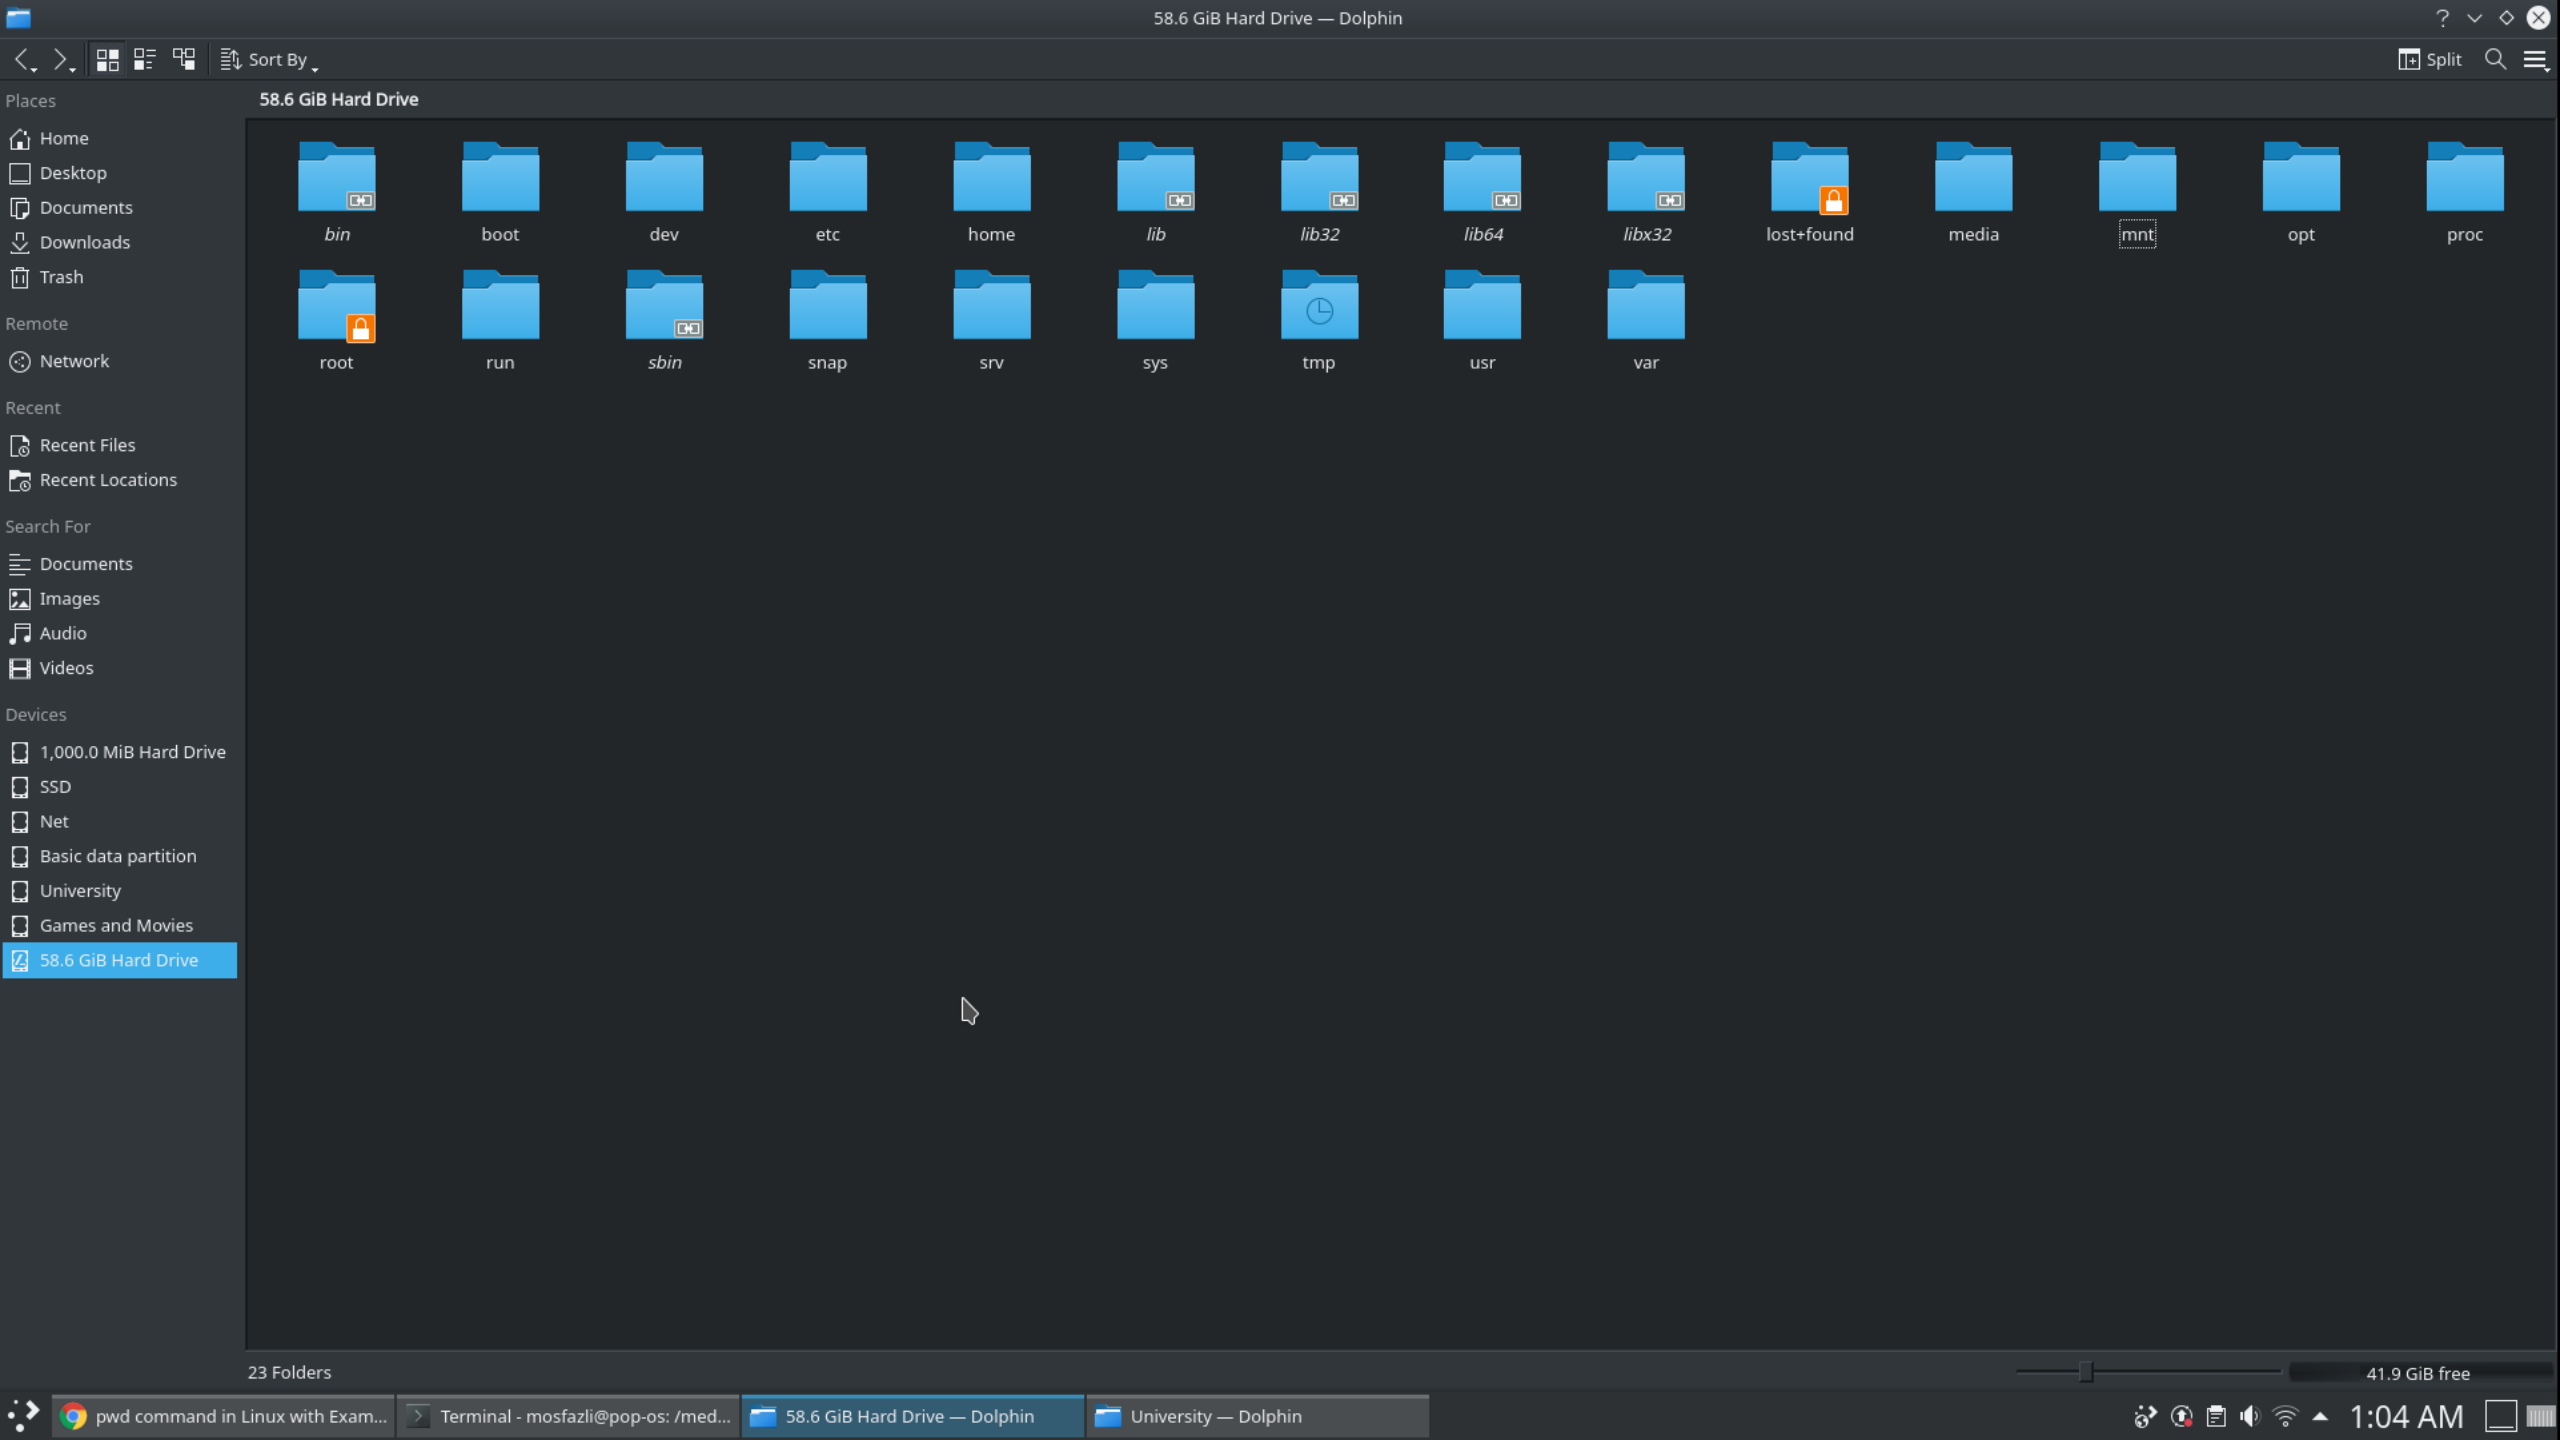 58.6 GiB Hard Drive — Dolphin
Sort By
Split
Places
Home
Desktop
Documents
Downloads
Trash
Remote
Network
Recent
Recent Files
Recent Locations
Search For
Documents
Images
Audio
Videos
Devices
1,000.0 MiB Hard Drive
SSD
Net
Basic data partition
University
Games and Movies
58.6 GiB Hard Drive
58.6 GiB Hard Drive
bin boot dev etc home lib lib32 lib64 libx32 lost+found media mnt opt proc
root run sbin snap srv sys tmp usr var
23 Folders
41.9 GiB free
pwd command in Linux with Exam...
Terminal - mosfazli@pop-os: /med...
58.6 GiB Hard Drive — Dolphin
University — Dolphin
1:04 AM